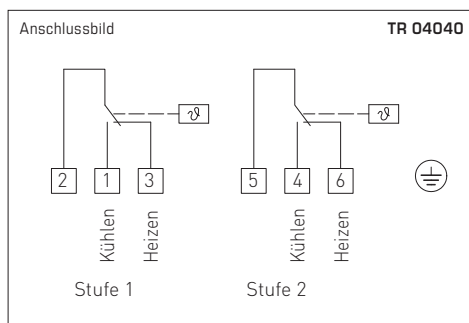 Anschlussbild TR 04040
ϑ ϑ
2 1 3 5 4 6
Kühlen Heizen Kühlen Heizen
Stufe 1 Stufe 2